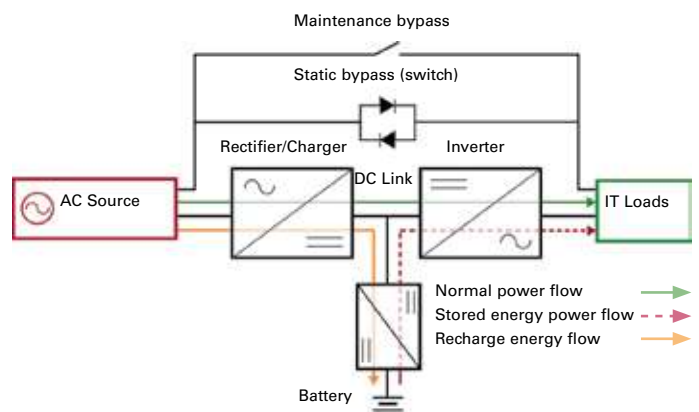 Maintenance bypass
Static bypass (switch)
Rectifier/Charger
Inverter
DC Link
AC Source
IT Loads
Normal power flow
Stored energy power flow
Recharge energy flow
Battery